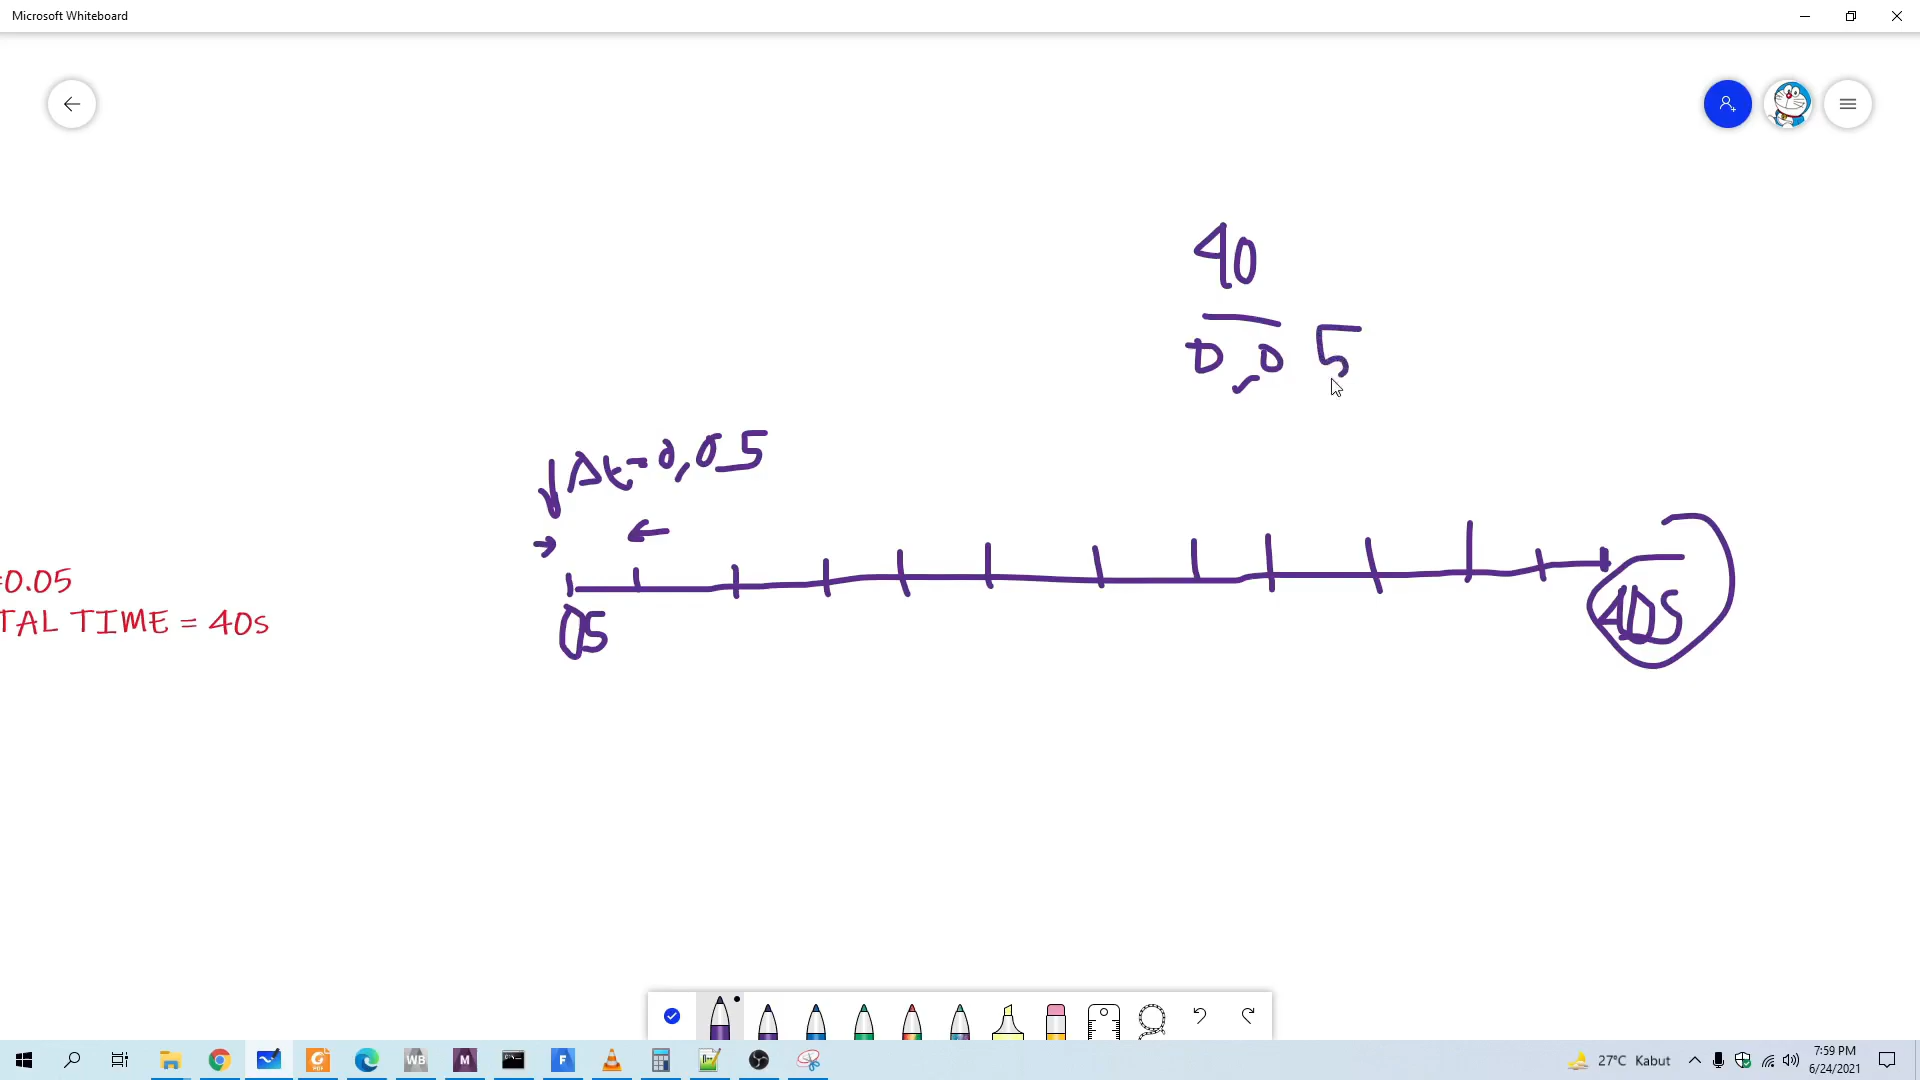 Microsoft Whiteboard
40
0,05
Δt=0,05
=0.05
TAL TIME = 40s
0s
40s
27°C Kabut
7:59 PM
6/24/2021